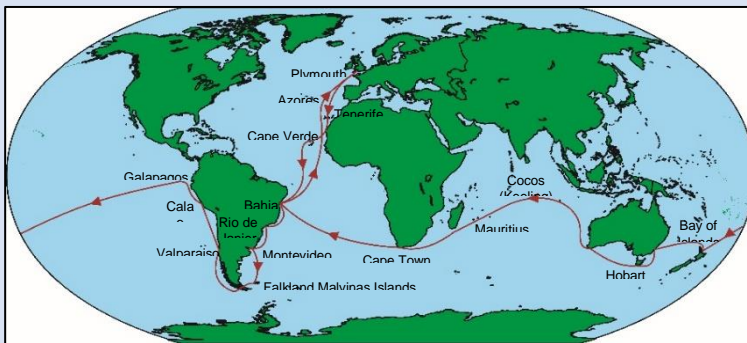 Plymouth
Azores
Tenerife
Cape Verde
Galapagos
Bahia
Cala
Rio de
Cocos
Mauritius
Bay of
Valparaiso
Montevideo
Cape Town
Hobart
Falkland Malvinas Islands